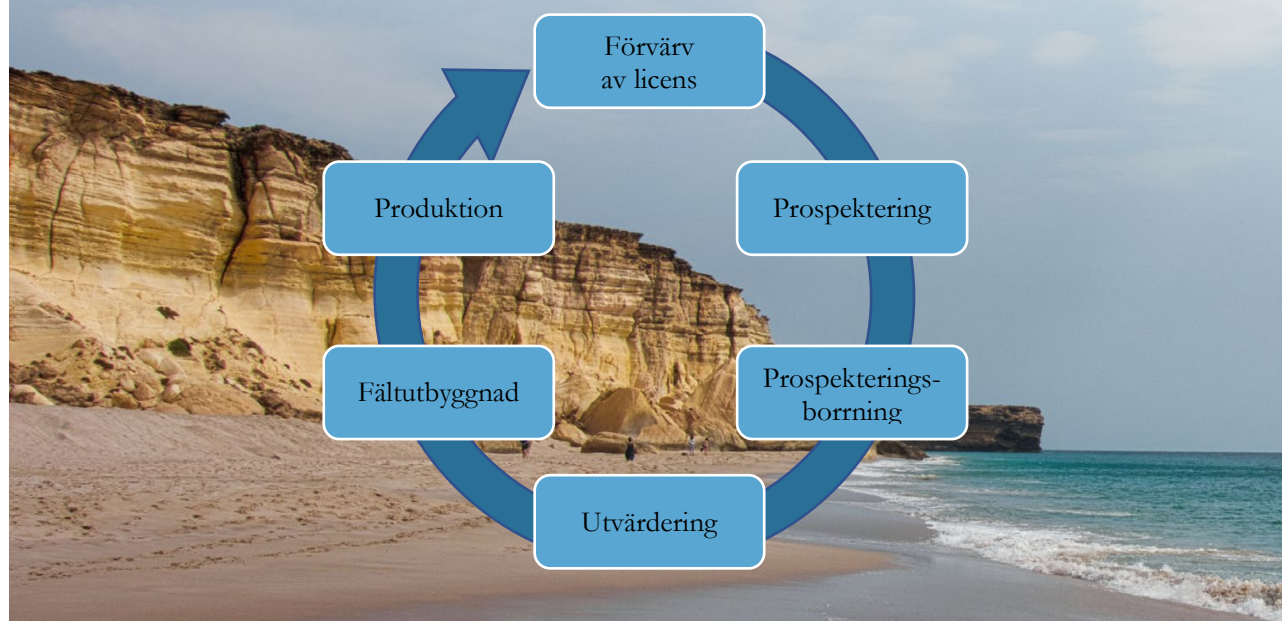 Förvärv
av licens
Prospektering
Prospekterings-
borrning
Utvärdering
Fältutbyggnad
Produktion